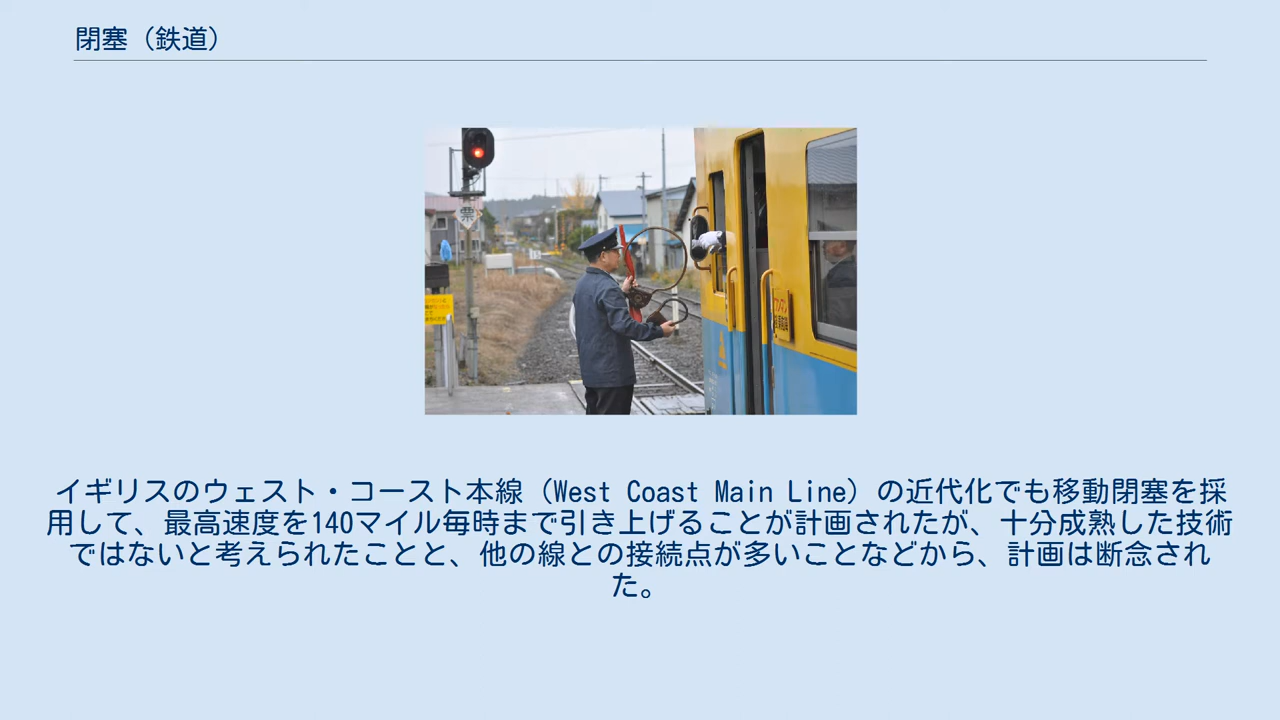 閉塞（鉄道）
票
イギリスのウェスト・コースト本線（West Coast Main Line）の近代化でも移動閉塞を採
用して、最高速度を140マイル毎時まで引き上げることが計画されたが、十分成熟した技術
ではないと考えられたことと、他の線との接続点が多いことなどから、計画は断念され
た。